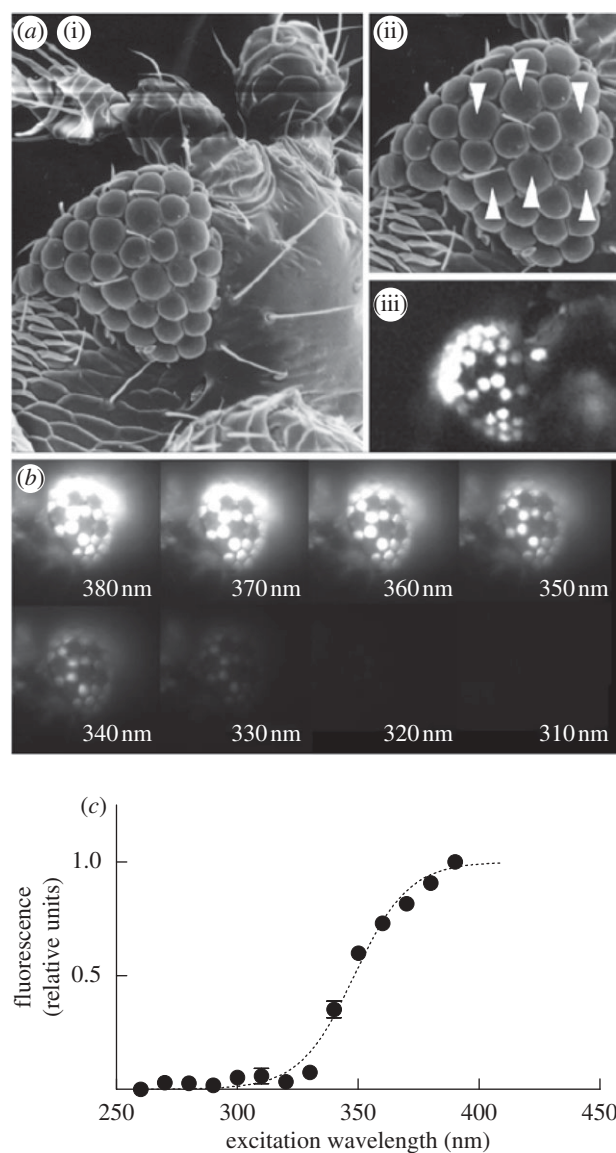 (a) (i)
(ii)
(iii)
(b)
380 nm 370 nm 360 nm 350 nm
340 nm 330 nm 320 nm 310 nm
(c)
fluorescence
(relative units)
1.0
0.5
250 300 350 400 450
excitation wavelength (nm)